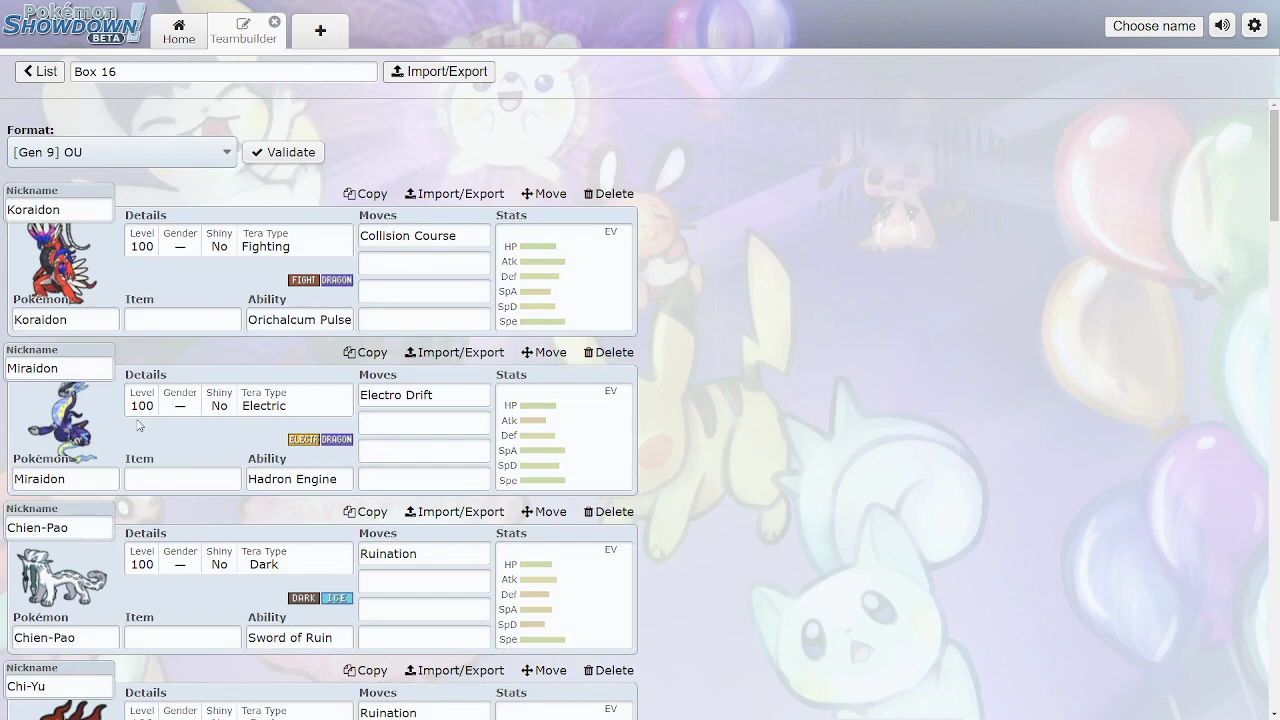 Pokémon
SHOWDOWN!
BETA
Home
Teambuilder
+
Choose name
List
Box 16
Import/Export
Format:
[Gen 9] OU
Validate
Nickname
Koraidon
Copy Import/Export Move Delete
Details
Moves
Stats
Level Gender Shiny Tera Type
100 — No Fighting
Collision Course
EV
HP
Atk
Def
SpA
SpD
Spe
FIGHT DRAGON
Pokémon Item Ability
Koraidon Orichalcum Pulse
Nickname
Miraidon
Copy Import/Export Move Delete
Details
Moves
Stats
Level Gender Shiny Tera Type
100 — No Electric
Electro Drift
EV
HP
Atk
Def
SpA
SpD
Spe
ELECTR DRAGON
Pokémon Item Ability
Miraidon Hadron Engine
Nickname
Chien-Pao
Copy Import/Export Move Delete
Details
Moves
Stats
Level Gender Shiny Tera Type
100 — No Dark
Ruination
EV
HP
Atk
Def
SpA
SpD
Spe
DARK ICE
Pokémon Item Ability
Chien-Pao Sword of Ruin
Nickname
Chi-Yu
Copy Import/Export Move Delete
Details
Moves
Stats
Level Gender Shiny Tera Type
Ruination
EV